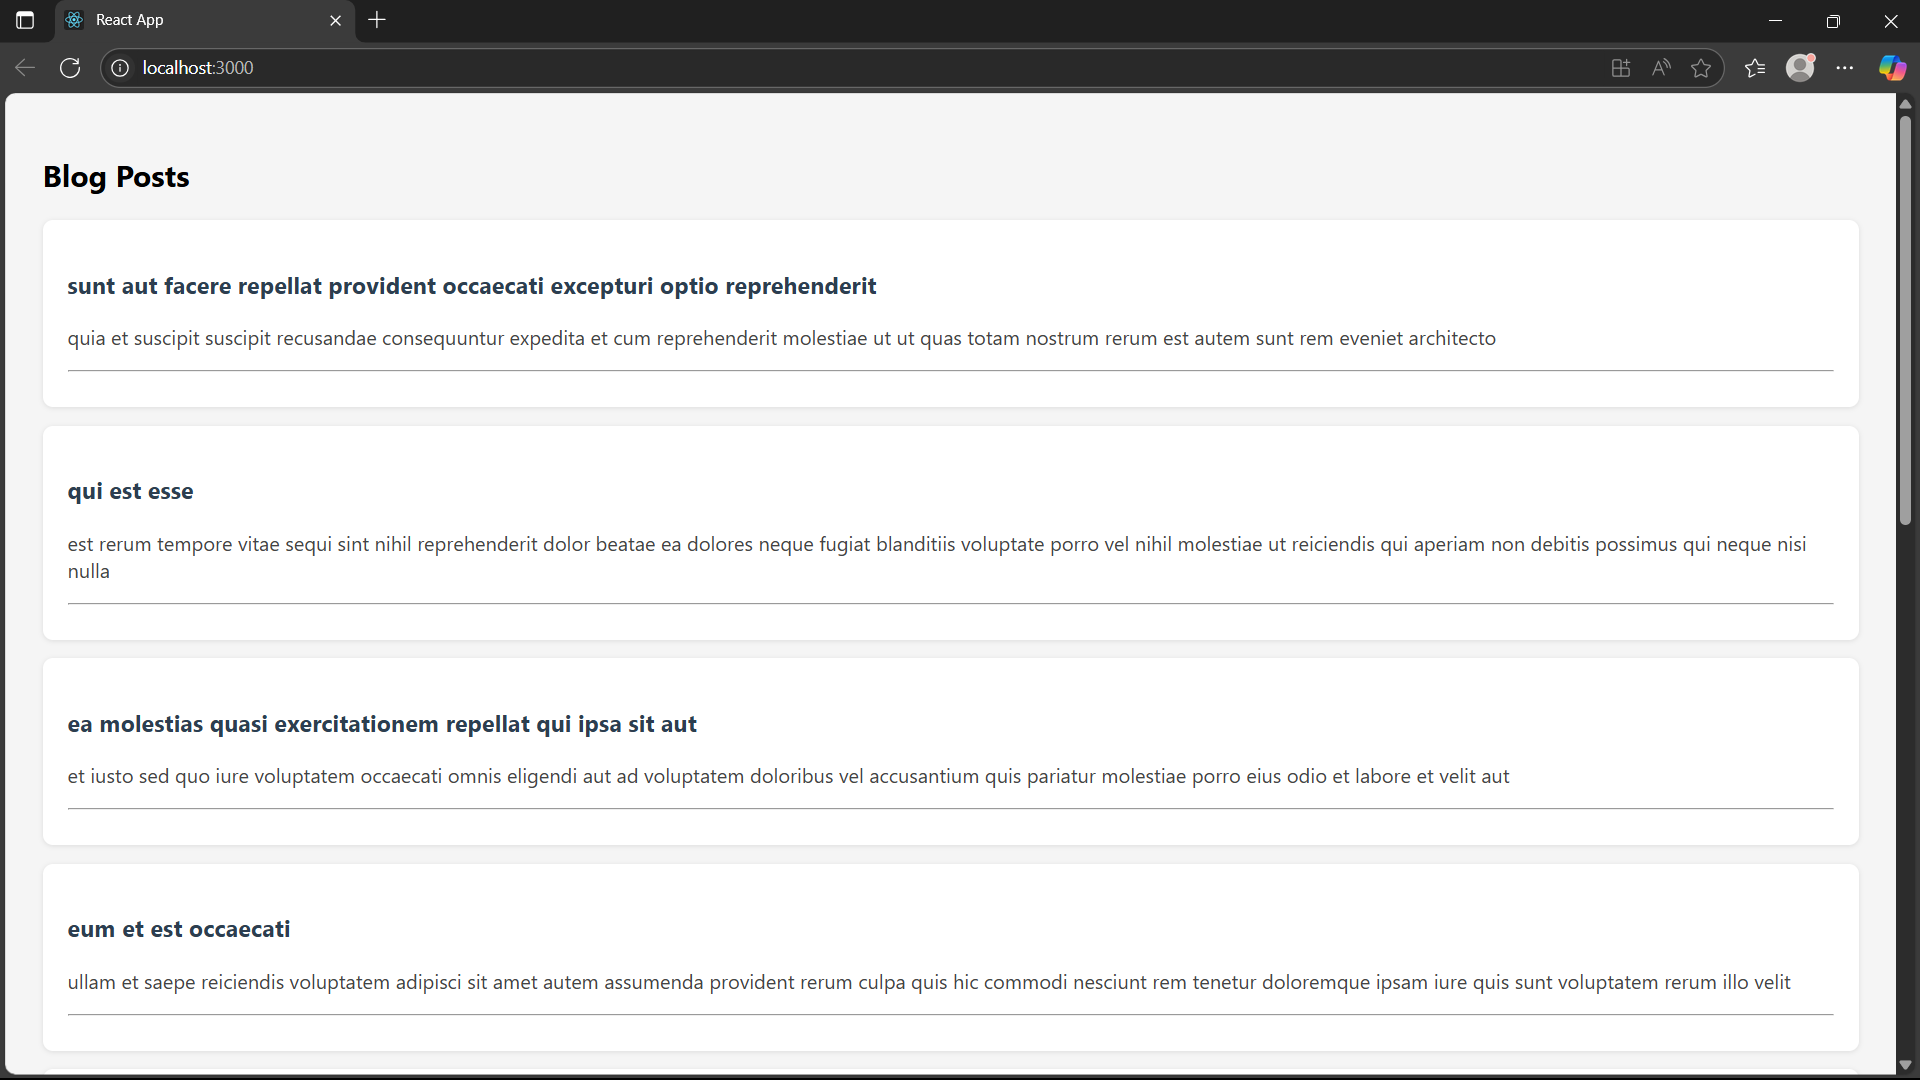 React App
localhost:3000
Blog Posts
sunt aut facere repellat provident occaecati excepturi optio reprehenderit
quia et suscipit suscipit recusandae consequuntur expedita et cum reprehenderit molestiae ut ut quas totam nostrum rerum est autem sunt rem eveniet architecto
qui est esse
est rerum tempore vitae sequi sint nihil reprehenderit dolor beatae ea dolores neque fugiat blanditiis voluptate porro vel nihil molestiae ut reiciendis qui aperiam non debitis possimus qui neque nisi
nulla
ea molestias quasi exercitationem repellat qui ipsa sit aut
et iusto sed quo iure voluptatem occaecati omnis eligendi aut ad voluptatem doloribus vel accusantium quis pariatur molestiae porro eius odio et labore et velit aut
eum et est occaecati
ullam et saepe reiciendis voluptatem adipisci sit amet autem assumenda provident rerum culpa quis hic commodi nesciunt rem tenetur doloremque ipsam iure quis sunt voluptatem rerum illo velit